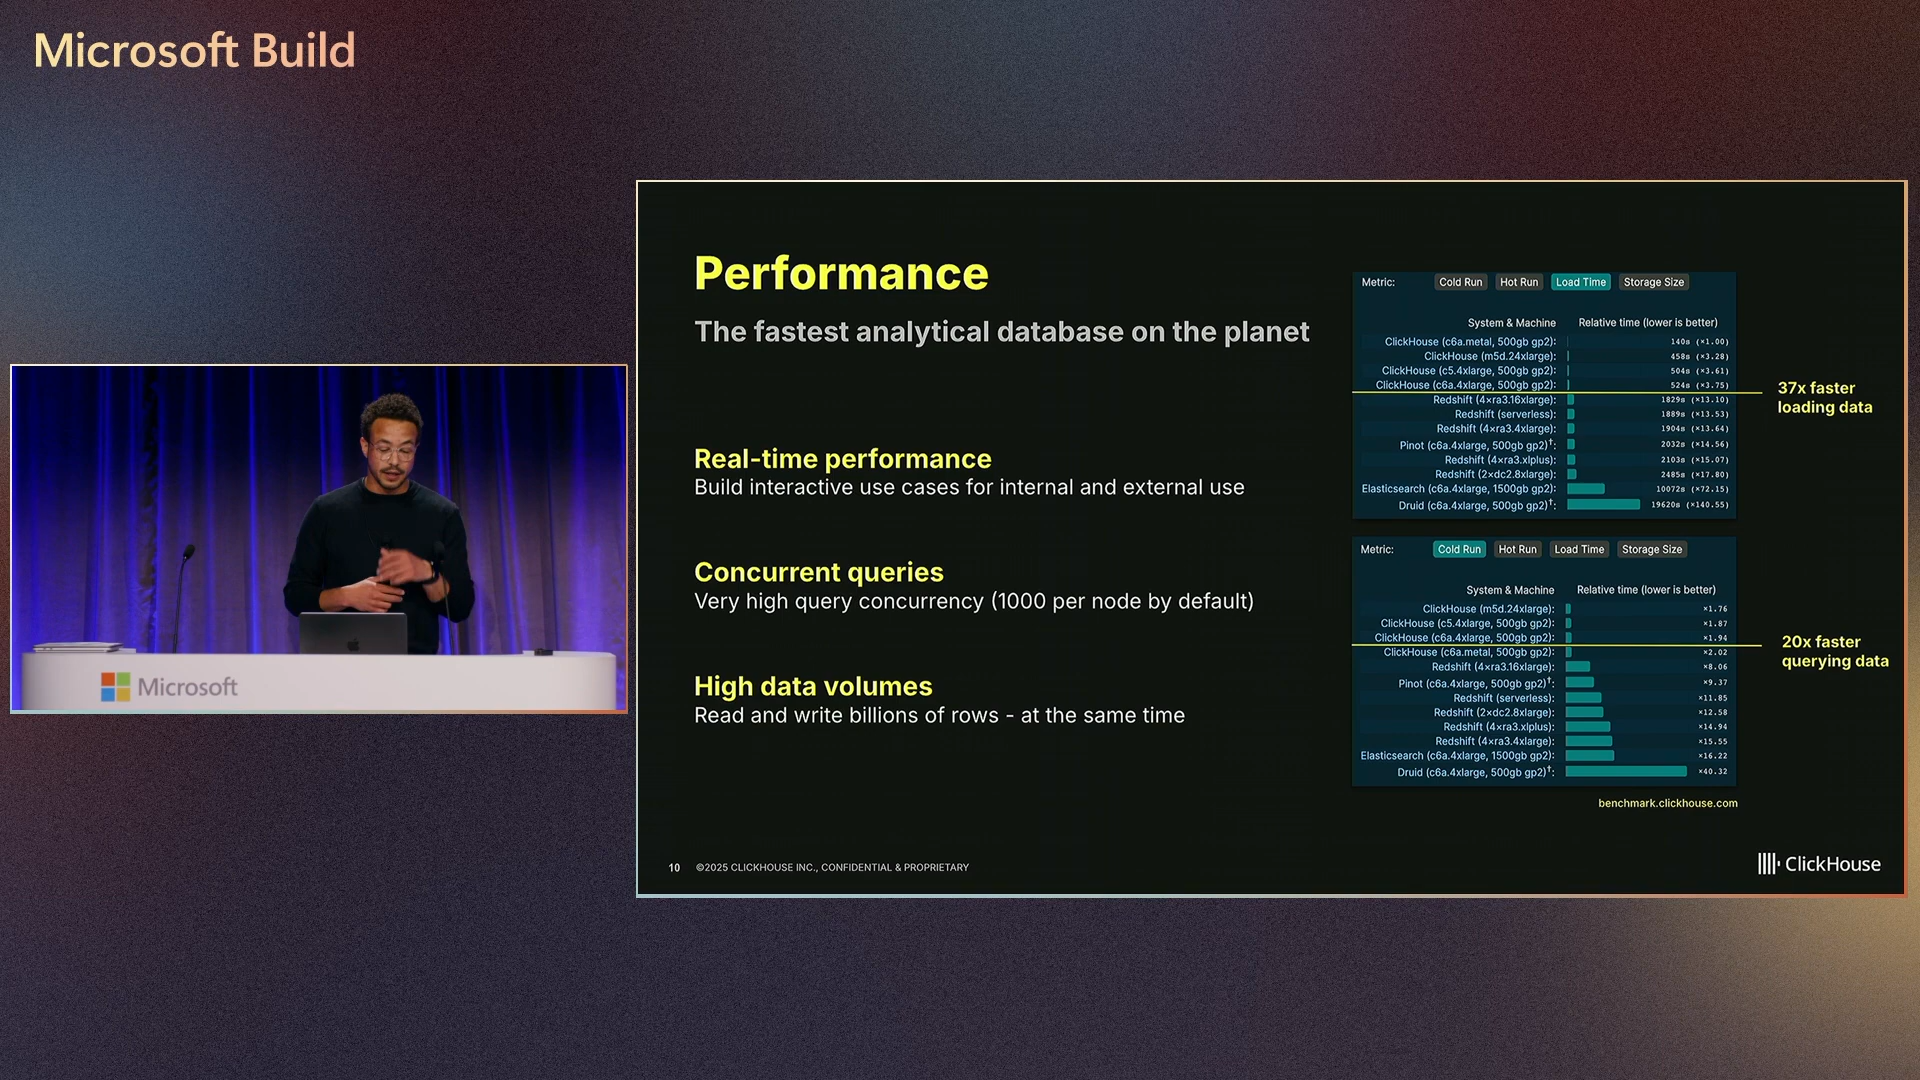 Microsoft Build
Microsoft
Performance
The fastest analytical database on the planet
Real-time performance
Build interactive use cases for internal and external use
Concurrent queries
Very high query concurrency (1000 per node by default)
High data volumes
Read and write billions of rows - at the same time
Metric: Cold Run Hot Run Load Time Storage Size
System & Machine Relative time (lower is better)
ClickHouse (c6a.metal, 500gb gp2): 140s (×1.00)
ClickHouse (m5d.24xlarge): 458s (×3.28)
ClickHouse (c5.4xlarge, 500gb gp2): 504s (×3.61)
ClickHouse (c6a.4xlarge, 500gb gp2): 524s (×3.75)
Redshift (4×ra3.16xlarge): 1829s (×13.10)
Redshift (serverless): 1889s (×13.53)
Redshift (4×ra3.4xlarge): 1904s (×13.64)
Pinot (c6a.4xlarge, 500gb gp2)†: 2032s (×14.56)
Redshift (4×ra3.xlplus): 2103s (×15.07)
Redshift (2×dc2.8xlarge): 2485s (×17.80)
Elasticsearch (c6a.4xlarge, 1500gb gp2): 10072s (×72.15)
Druid (c6a.4xlarge, 500gb gp2)†: 19620s (×140.55)
37x faster
loading data
Metric: Cold Run Hot Run Load Time Storage Size
System & Machine Relative time (lower is better)
ClickHouse (m5d.24xlarge): ×1.76
ClickHouse (c5.4xlarge, 500gb gp2): ×1.87
ClickHouse (c6a.4xlarge, 500gb gp2): ×1.94
ClickHouse (c6a.metal, 500gb gp2): ×2.02
Redshift (4×ra3.16xlarge): ×8.06
Pinot (c6a.4xlarge, 500gb gp2)†: ×9.37
Redshift (serverless): ×11.85
Redshift (2×dc2.8xlarge): ×12.58
Redshift (4×ra3.xlplus): ×14.94
Redshift (4×ra3.4xlarge): ×15.55
Elasticsearch (c6a.4xlarge, 1500gb gp2): ×16.22
Druid (c6a.4xlarge, 500gb gp2)†: ×40.32
20x faster
querying data
benchmark.clickhouse.com
10 ©2025 CLICKHOUSE INC., CONFIDENTIAL & PROPRIETARY
ClickHouse